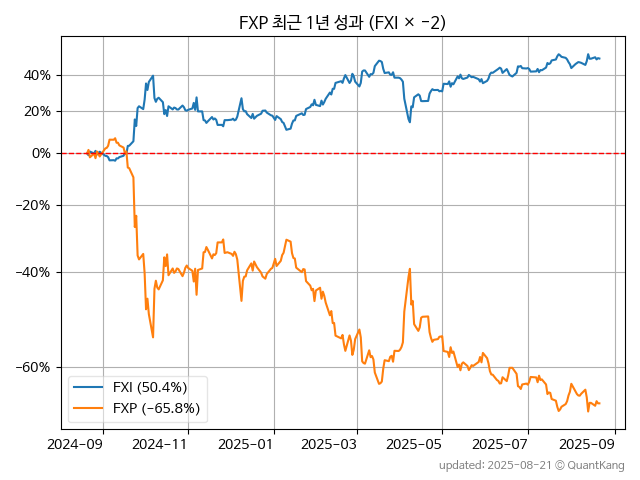 FXP 최근 1년 성과 (FXI × −2)
40%
20%
0%
−20%
−40%
−60%
FXI (50.4%)
FXP (−65.8%)
2024-09 2024-11 2025-01 2025-03 2025-05 2025-07 2025-09
updated: 2025-08-21 © QuantKang